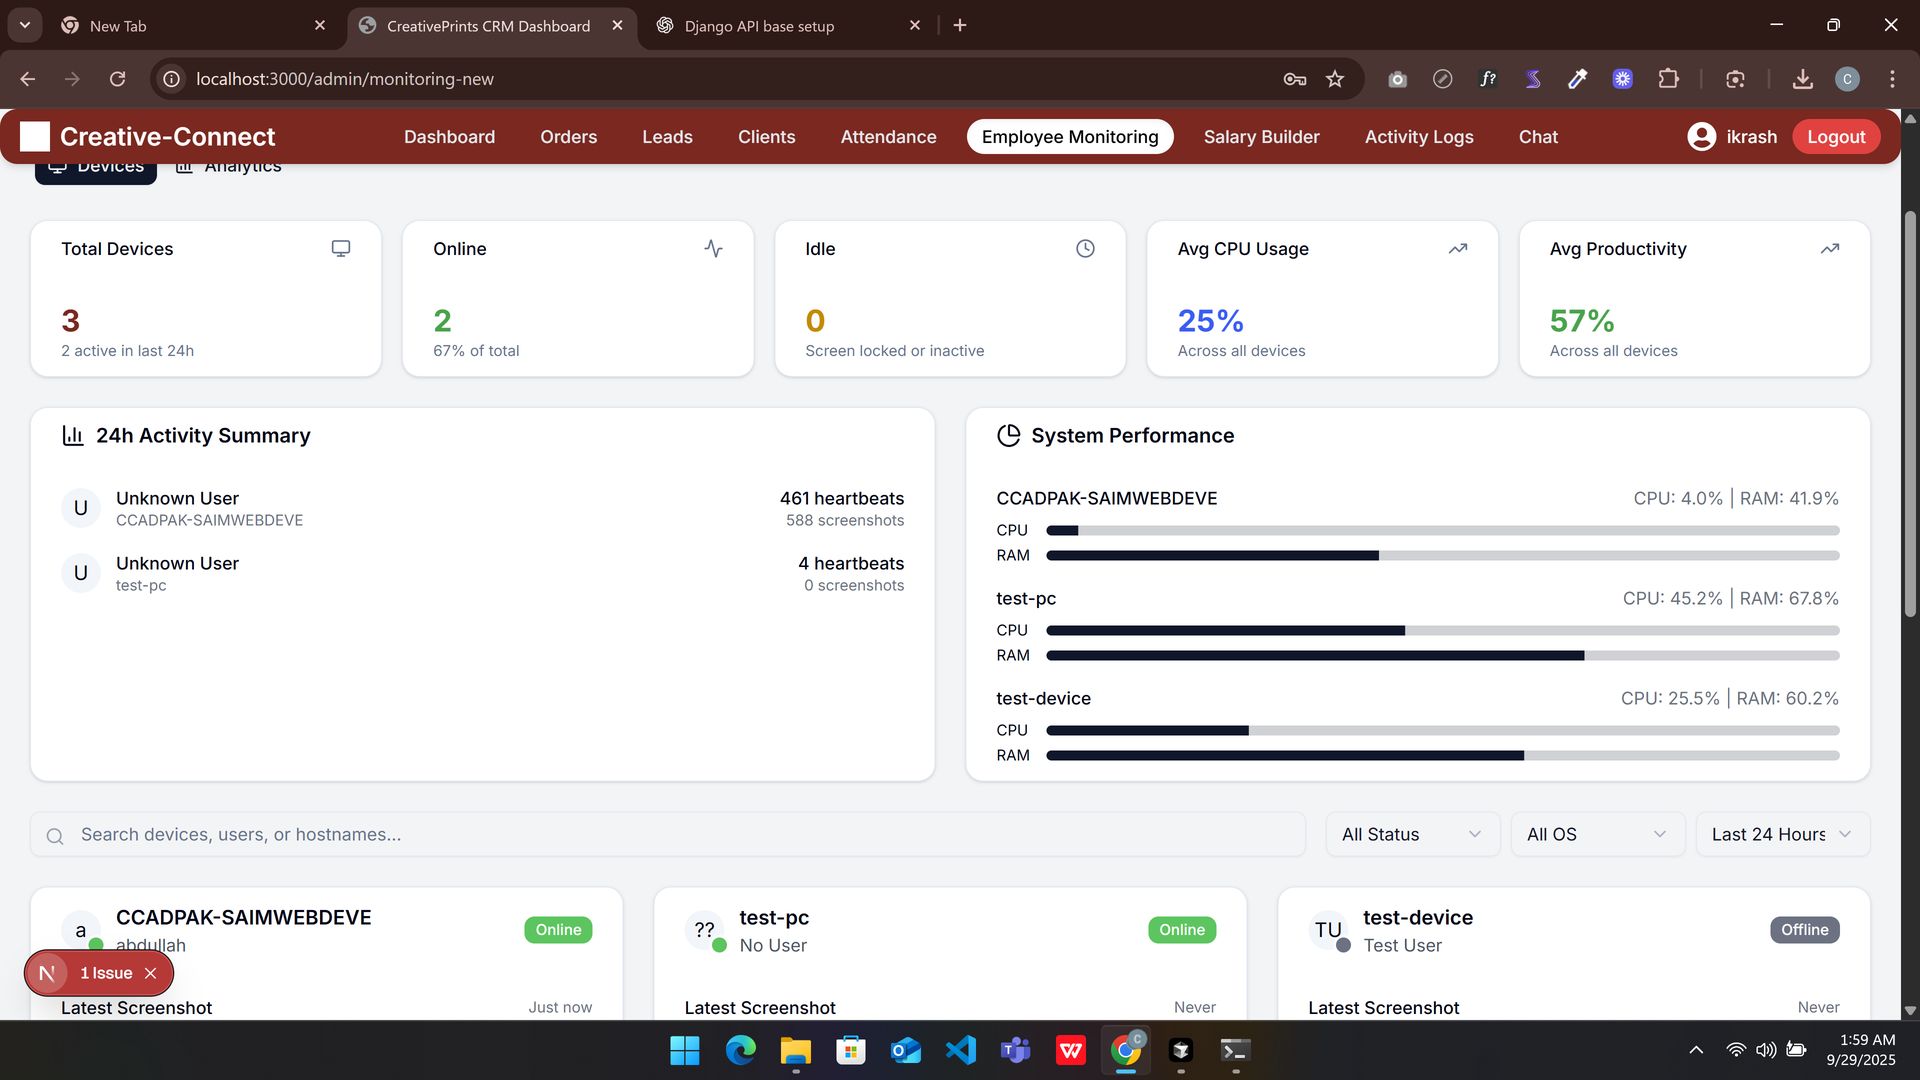 New Tab
CreativePrints CRM Dashboard
Django API base setup
localhost:3000/admin/monitoring-new
f?
C
Creative-Connect
Dashboard
Orders
Leads
Clients
Attendance
Employee Monitoring
Salary Builder
Activity Logs
Chat
ikrash
Logout
Devices
Analytics
Total Devices
3
2 active in last 24h
Online
2
67% of total
Idle
0
Screen locked or inactive
Avg CPU Usage
25%
Across all devices
Avg Productivity
57%
Across all devices
24h Activity Summary
U
Unknown User
CCADPAK-SAIMWEBDEVE
461 heartbeats
588 screenshots
U
Unknown User
test-pc
4 heartbeats
0 screenshots
System Performance
CCADPAK-SAIMWEBDEVE
CPU: 4.0% | RAM: 41.9%
CPU
RAM
test-pc
CPU: 45.2% | RAM: 67.8%
CPU
RAM
test-device
CPU: 25.5% | RAM: 60.2%
CPU
RAM
Search devices, users, or hostnames...
All Status
All OS
Last 24 Hours
a
CCADPAK-SAIMWEBDEVE
abdullah
Online
Latest Screenshot
Just now
??
test-pc
No User
Online
Latest Screenshot
Never
TU
test-device
Test User
Offline
Latest Screenshot
Never
N
1 Issue
C
1:59 AM
9/29/2025